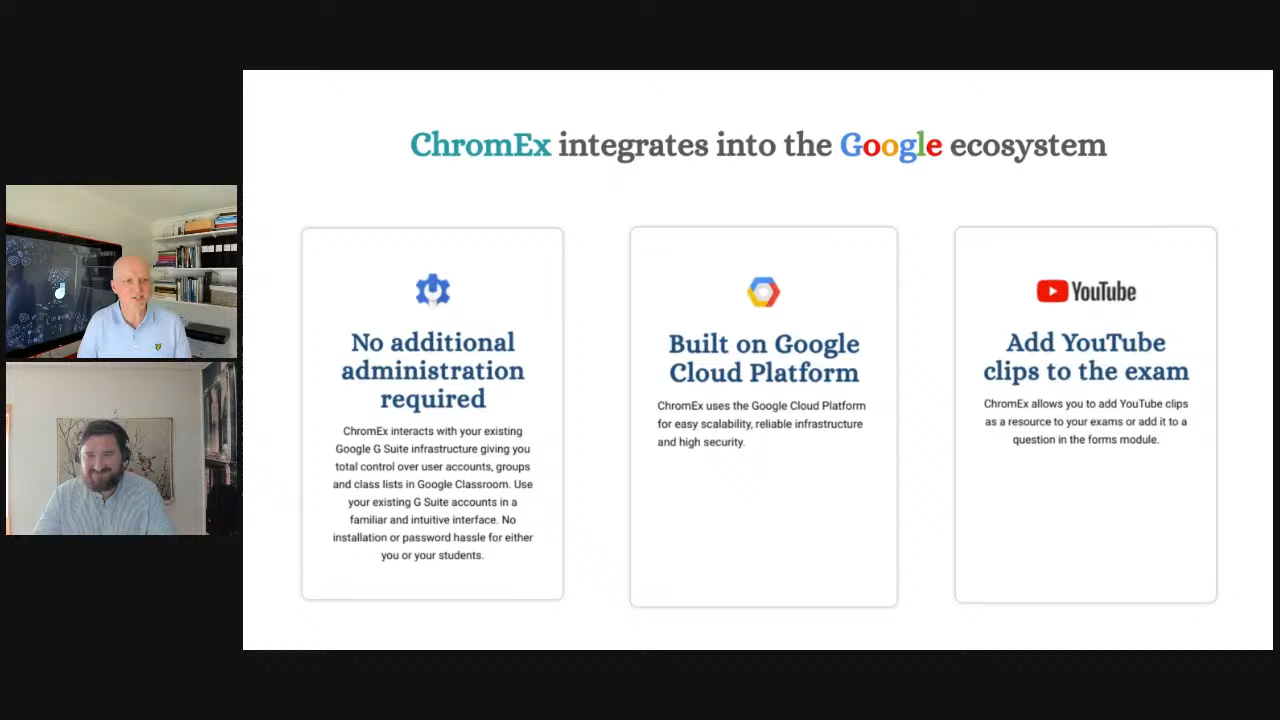 ChromEx integrates into the Google ecosystem
No additional
administration
required
ChromEx interacts with your existing
Google G Suite infrastructure giving you
total control over user accounts, groups
and class lists in Google Classroom. Use
your existing G Suite accounts in a
familiar and intuitive interface. No
installation or password hassle for either
you or your students.
Built on Google
Cloud Platform
ChromEx uses the Google Cloud Platform
for easy scalability, reliable infrastructure
and high security.
YouTube
Add YouTube
clips to the exam
ChromEx allows you to add YouTube clips
as a resource to your exams or add it to a
question in the forms module.